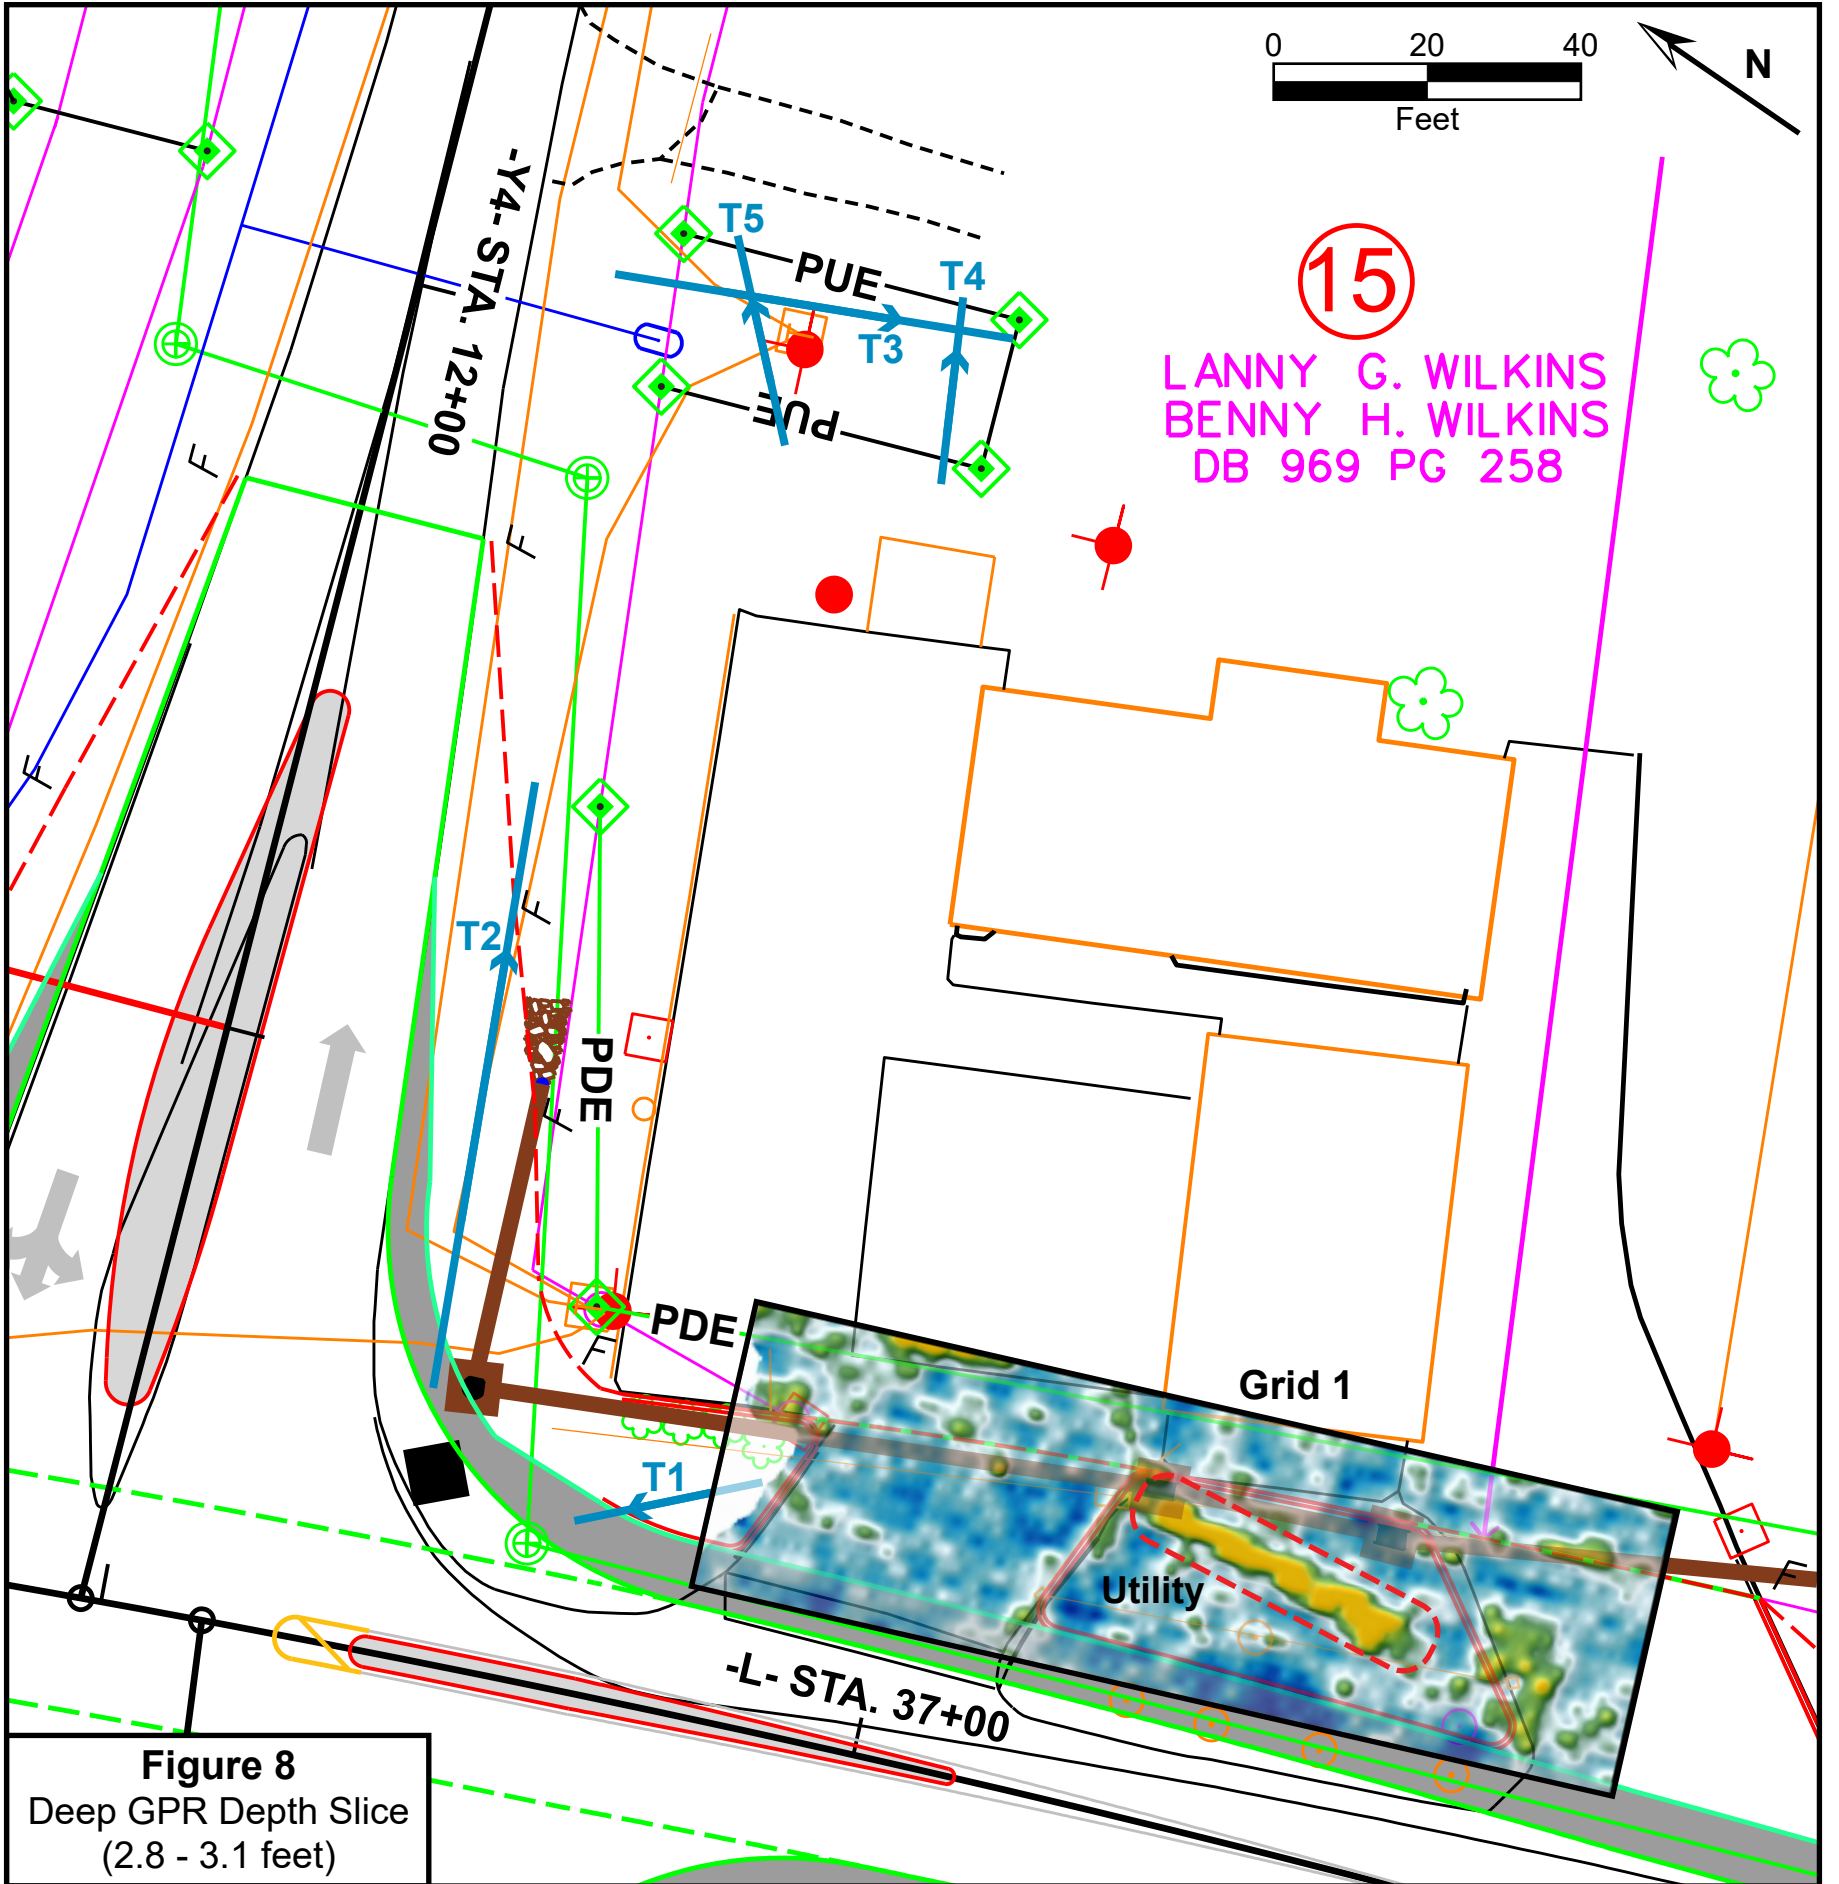 0 20 40
Feet
N
-Y4- STA. 12+00
T5
PUE
T4
T3
PUE
15
LANNY G. WILKINS
BENNY H. WILKINS
DB 969 PG 258
F
F
F
T2
F
PDE
F
F
PDE
Grid 1
T1
Utility
F
-L- STA. 37+00
Figure 8
Deep GPR Depth Slice
(2.8 - 3.1 feet)